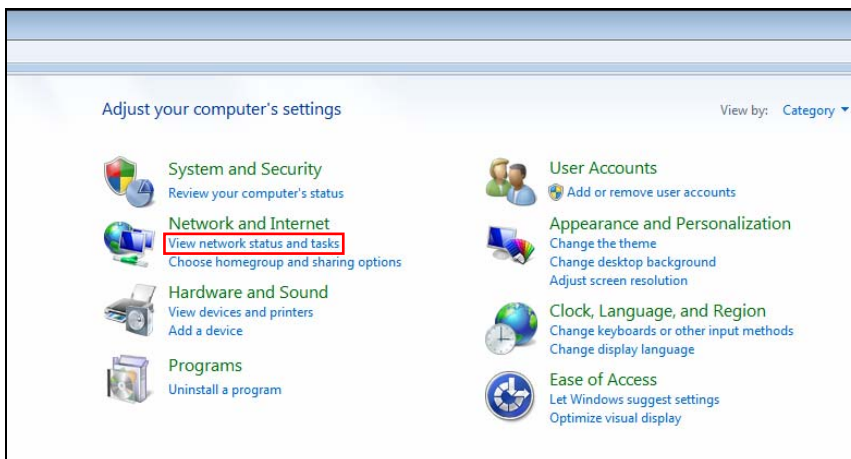 Adjust your computer's settings
View by: Category
System and Security
Review your computer's status
Network and Internet
View network status and tasks
Choose homegroup and sharing options
Hardware and Sound
View devices and printers
Add a device
Programs
Uninstall a program
User Accounts
Add or remove user accounts
Appearance and Personalization
Change the theme
Change desktop background
Adjust screen resolution
Clock, Language, and Region
Change keyboards or other input methods
Change display language
Ease of Access
Let Windows suggest settings
Optimize visual display